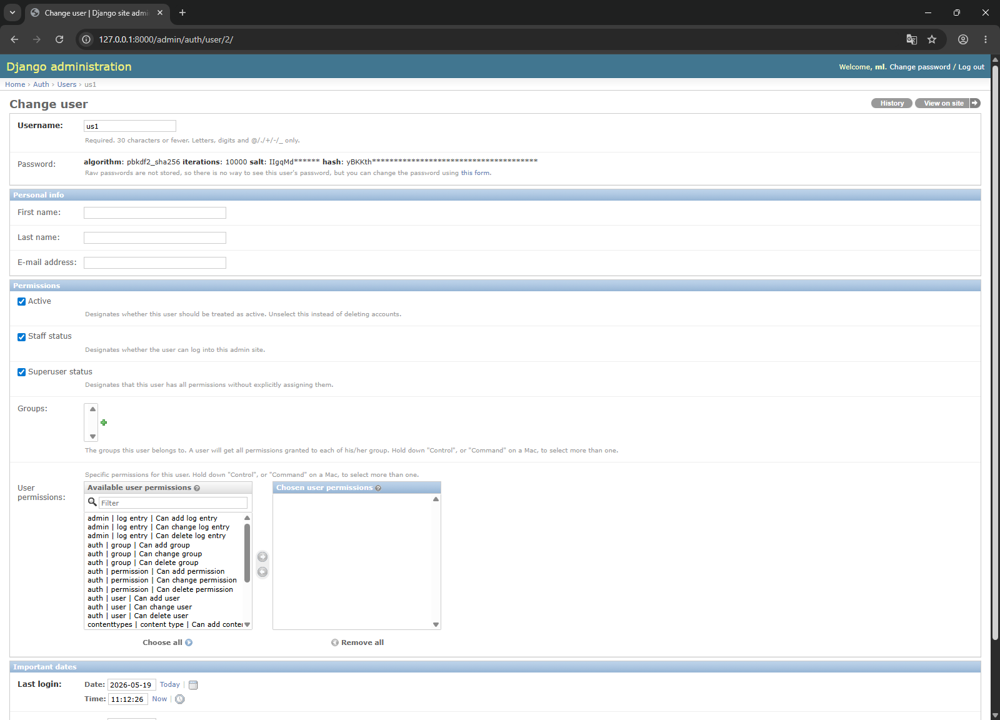 Change user | Django site admi
127.0.0.1:8000/admin/auth/user/2/
Django administration
Welcome, ml. Change password / Log out
Home › Auth › Users › us1
Change user
History
View on site
Username:
us1
Required. 30 characters or fewer. Letters, digits and @/./+/-/_ only.
Password:
algorithm: pbkdf2_sha256 iterations: 10000 salt: IIgqMd****** hash: yBKKth**************************************
Raw passwords are not stored, so there is no way to see this user's password, but you can change the password using this form.
Personal info
First name:
Last name:
E-mail address:
Permissions
Active
Designates whether this user should be treated as active. Unselect this instead of deleting accounts.
Staff status
Designates whether the user can log into this admin site.
Superuser status
Designates that this user has all permissions without explicitly assigning them.
Groups:
The groups this user belongs to. A user will get all permissions granted to each of his/her group. Hold down "Control", or "Command" on a Mac, to select more than one.
Specific permissions for this user. Hold down "Control", or "Command" on a Mac, to select more than one.
User permissions:
Available user permissions
Filter
admin | log entry | Can add log entry
admin | log entry | Can change log entry
admin | log entry | Can delete log entry
auth | group | Can add group
auth | group | Can change group
auth | group | Can delete group
auth | permission | Can add permission
auth | permission | Can change permission
auth | permission | Can delete permission
auth | user | Can add user
auth | user | Can change user
auth | user | Can delete user
contenttypes | content type | Can add conter
Choose all
Chosen user permissions
Remove all
Important dates
Last login:
Date: 2026-05-19 Today |
Time: 11:12:26 Now |